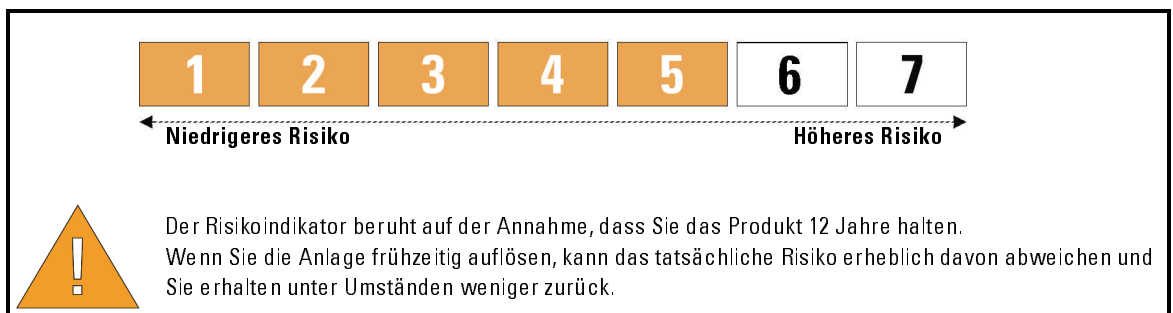 1 2 3 4 5 6 7
Niedrigeres Risiko Höheres Risiko
Der Risikoindikator beruht auf der Annahme, dass Sie das Produkt 12 Jahre halten.
! Wenn Sie die Anlage frühzeitig auflösen, kann das tatsächliche Risiko erheblich davon abweichen und
Sie erhalten unter Umständen weniger zurück.